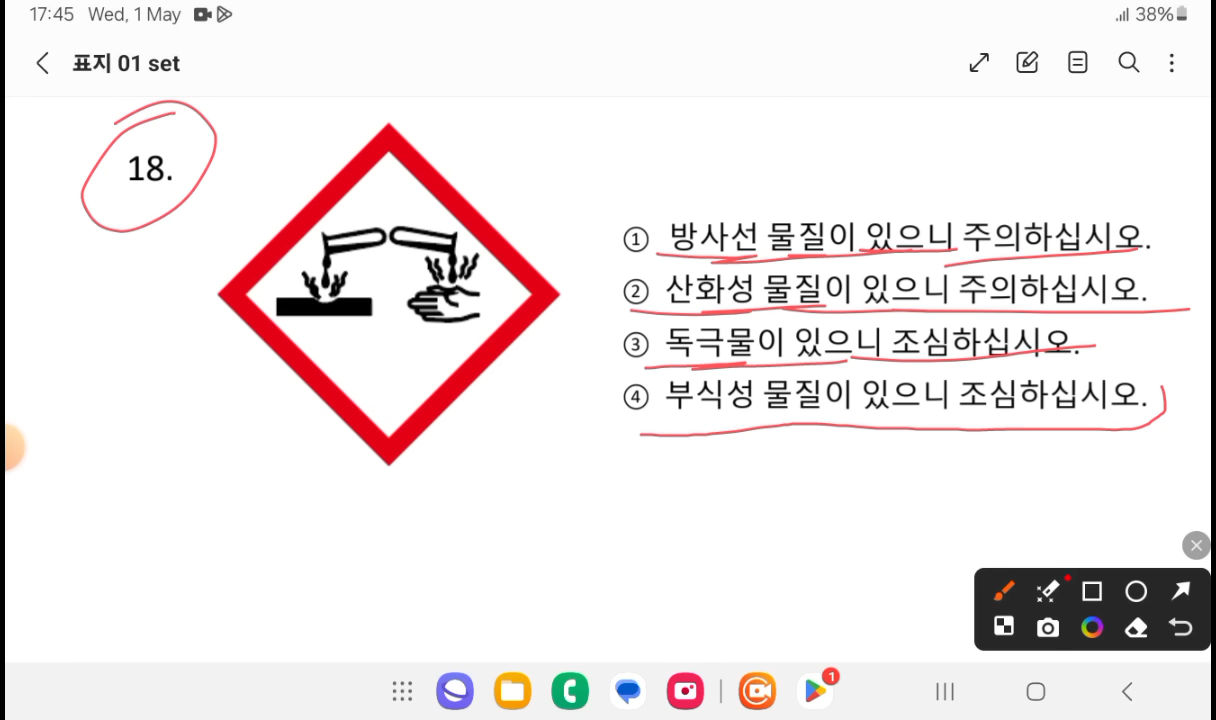 17:45 Wed, 1 May 38%
표지 01 set
18.
① 방사선 물질이 있으니 주의하십시오.
② 산화성 물질이 있으니 주의하십시오.
③ 독극물이 있으니 조심하십시오.
④ 부식성 물질이 있으니 조심하십시오.
1